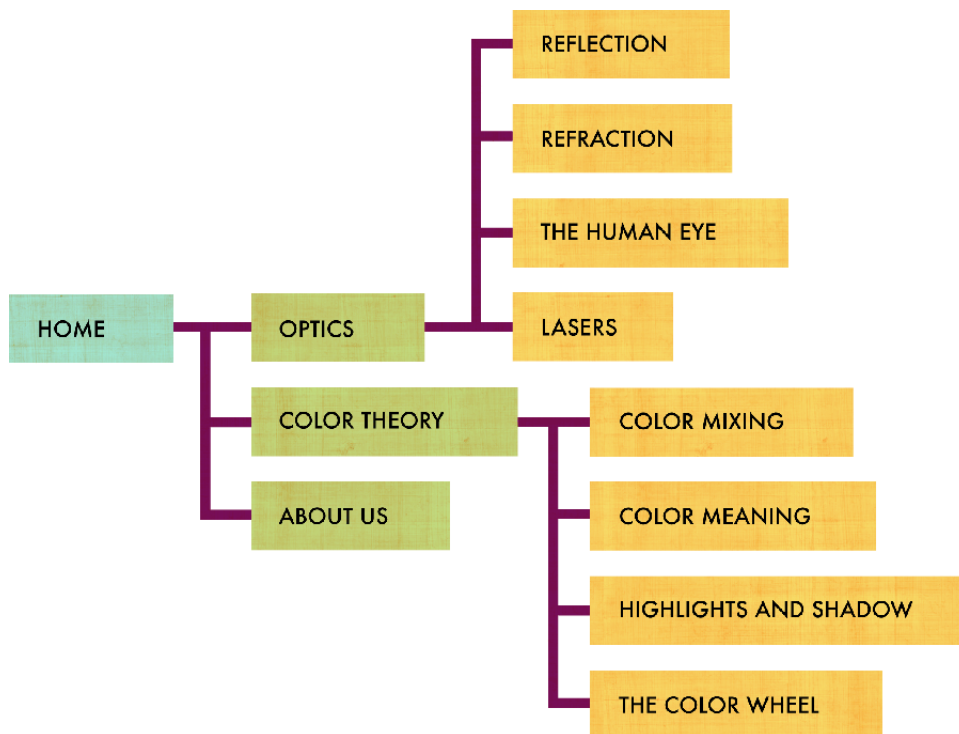 HOME
OPTICS
REFLECTION
REFRACTION
THE HUMAN EYE
LASERS
COLOR THEORY
COLOR MIXING
COLOR MEANING
HIGHLIGHTS AND SHADOW
THE COLOR WHEEL
ABOUT US